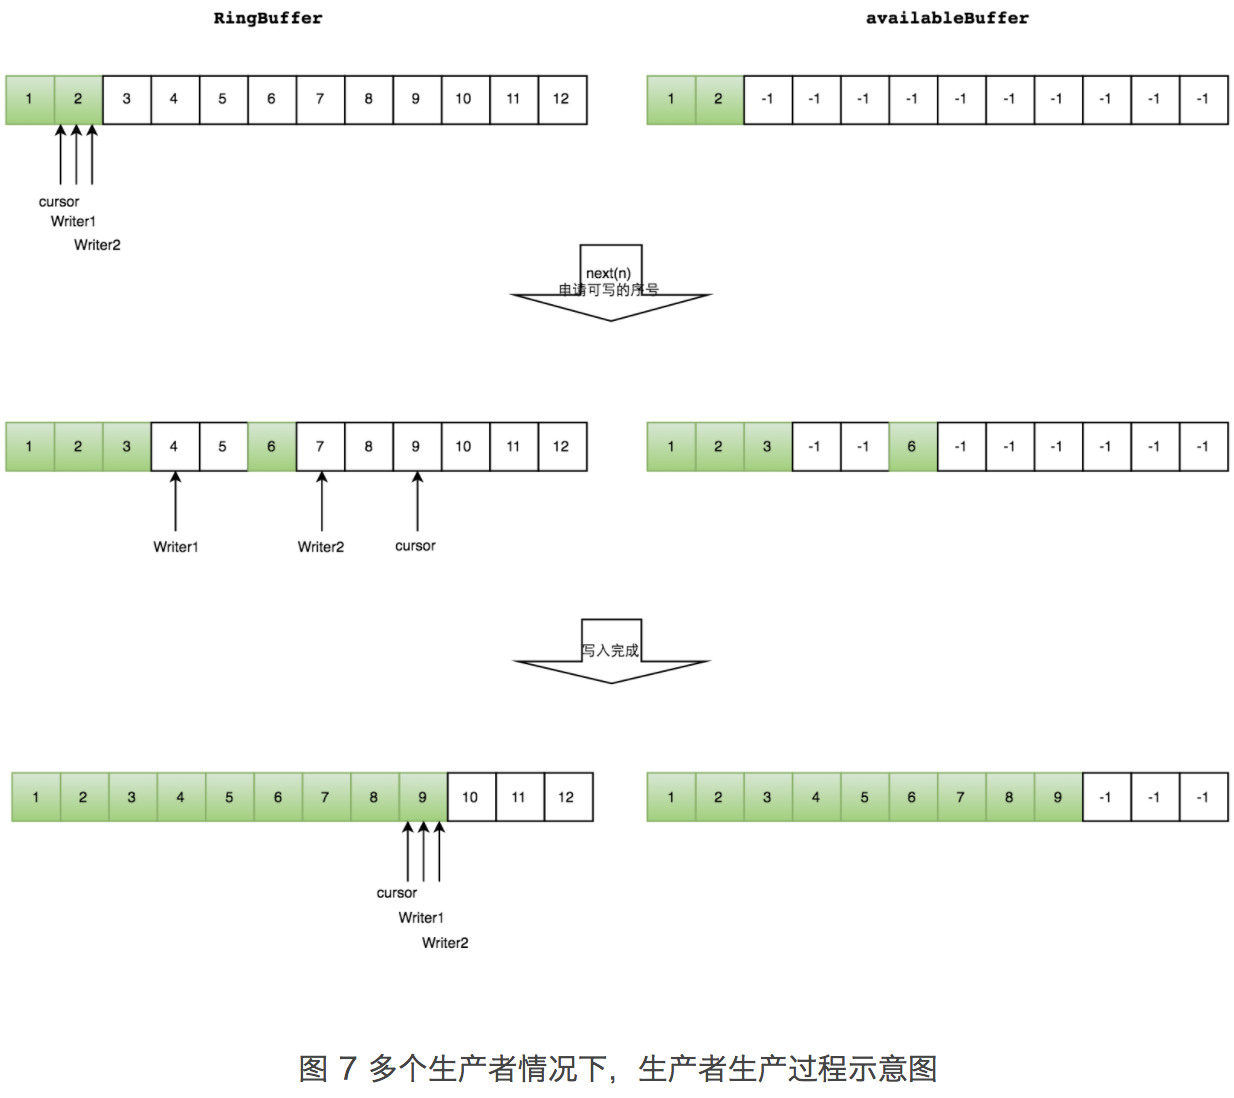 RingBuffer availableBuffer
1 2 3 4 5 6 7 8 9 10 11 12 1 2 -1 -1 -1 -1 -1 -1 -1 -1 -1 -1
cursor
Writer1
Writer2
next(n)
申请可写的序号
1 2 3 4 5 6 7 8 9 10 11 12 1 2 3 -1 -1 6 -1 -1 -1 -1 -1 -1
Writer1 Writer2 cursor
写入完成
1 2 3 4 5 6 7 8 9 10 11 12 1 2 3 4 5 6 7 8 9 -1 -1 -1
cursor
Writer1
Writer2
图 7 多个生产者情况下，生产者生产过程示意图